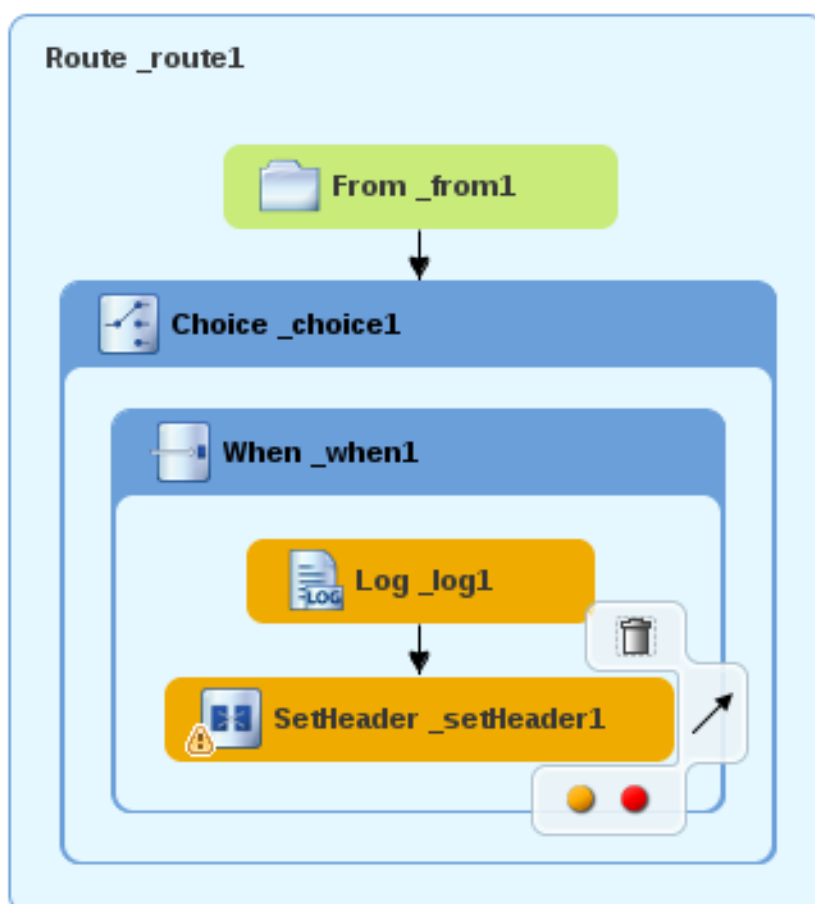 Route _route1
From _from1
Choice _choice1
When _when1
LOG
Log _log1
SetHeader _setHeader1